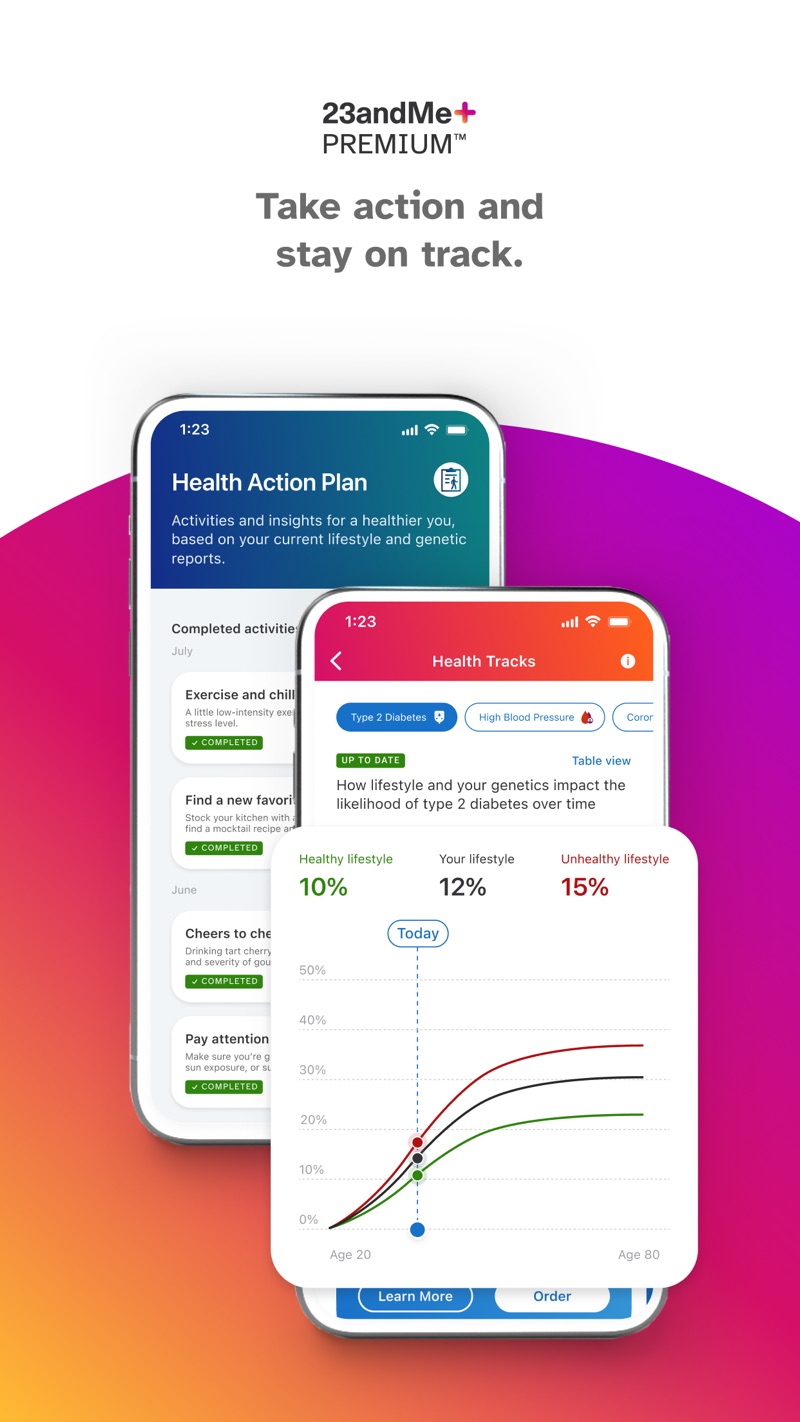 23andMe+
PREMIUM™
Take action and
stay on track.
1:23
Health Action Plan
Activities and insights for a healthier you,
based on your current lifestyle and genetic
reports.
Completed
July
Exercise and chill
A little low-intensity
stress level.
✓ COMPLETED
Find a new
Stock your kitchen with
find a mocktail recipe
✓ COMPLETED
June
Cheers to
Drinking tart cherry
and severity of
✓ COMPLETED
Pay attention
Make sure you're
sun exposure, or
✓ COMPLETED
1:23
Health Tracks
Type 2 Diabetes
High Blood Pressure
UP TO DATE
Table view
How lifestyle and your genetics impact the
likelihood of type 2 diabetes over time
Healthy lifestyle
10%
Your lifestyle
12%
Unhealthy lifestyle
15%
Today
50%
40%
30%
20%
10%
0%
Age 20
Age 80
Learn More
Order